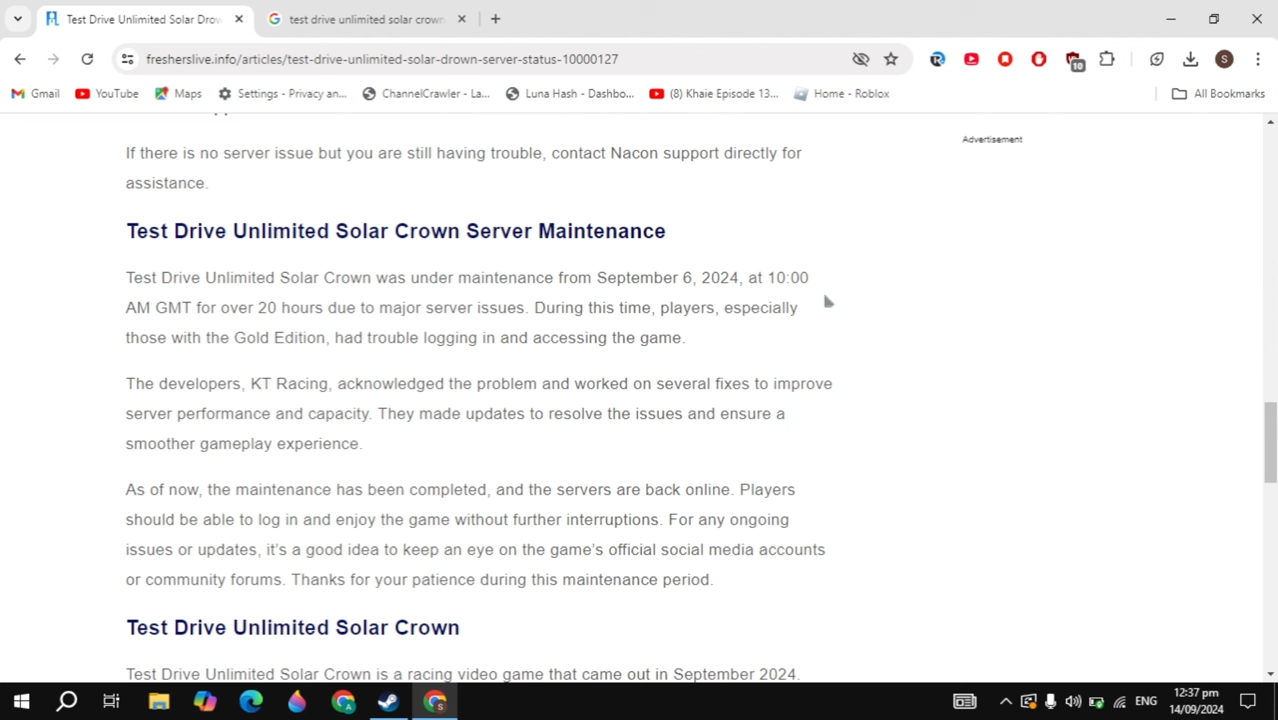 Test Drive Unlimited Solar Drow
test drive unlimited solar crown
fresherslive.info/articles/test-drive-unlimited-solar-drown-server-status-10000127
S
10
Gmail
YouTube
Maps
Settings - Privacy an...
ChannelCrawler - La...
Luna Hash - Dashbo...
(8) Khaie Episode 13...
Home - Roblox
All Bookmarks
Advertisement
If there is no server issue but you are still having trouble, contact Nacon support directly for
assistance.
Test Drive Unlimited Solar Crown Server Maintenance
Test Drive Unlimited Solar Crown was under maintenance from September 6, 2024, at 10:00
AM GMT for over 20 hours due to major server issues. During this time, players, especially
those with the Gold Edition, had trouble logging in and accessing the game.
The developers, KT Racing, acknowledged the problem and worked on several fixes to improve
server performance and capacity. They made updates to resolve the issues and ensure a
smoother gameplay experience.
As of now, the maintenance has been completed, and the servers are back online. Players
should be able to log in and enjoy the game without further interruptions. For any ongoing
issues or updates, it's a good idea to keep an eye on the game's official social media accounts
or community forums. Thanks for your patience during this maintenance period.
Test Drive Unlimited Solar Crown
Test Drive Unlimited Solar Crown is a racing video game that came out in September 2024.
ENG
12:37 pm
14/09/2024